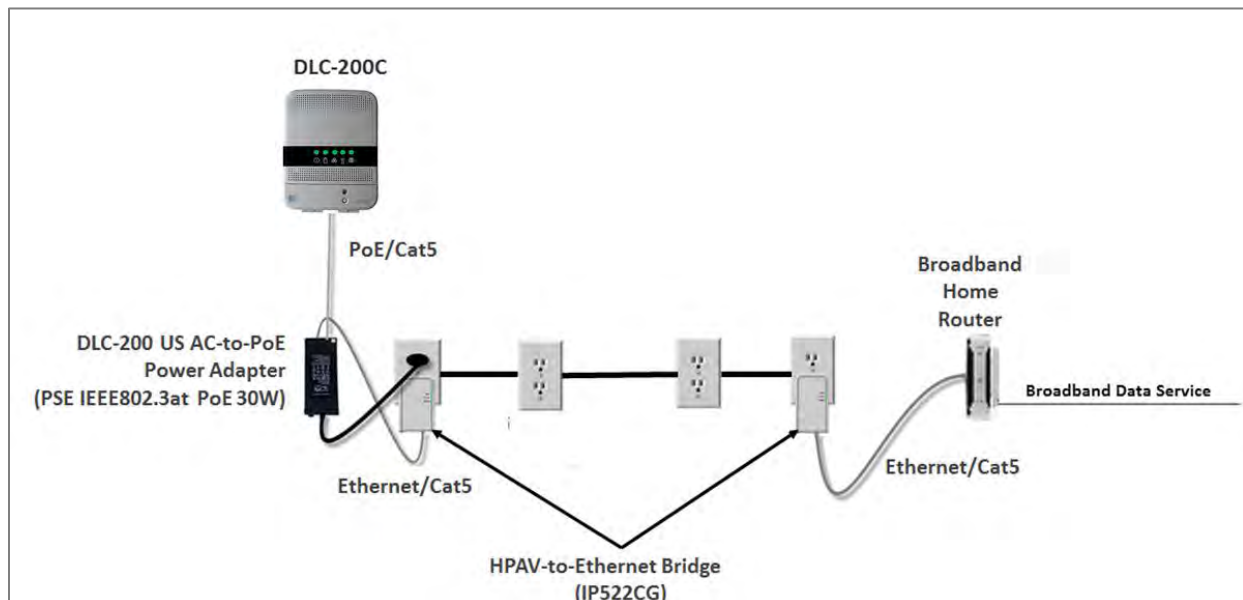 DLC-200C
PoE/Cat5
Broadband
Home
Router
DLC-200 US AC-to-PoE
Power Adapter
(PSE IEEE802.3at PoE 30W)
Broadband Data Service
Ethernet/Cat5
Ethernet/Cat5
HPAV-to-Ethernet Bridge
(IP522CG)